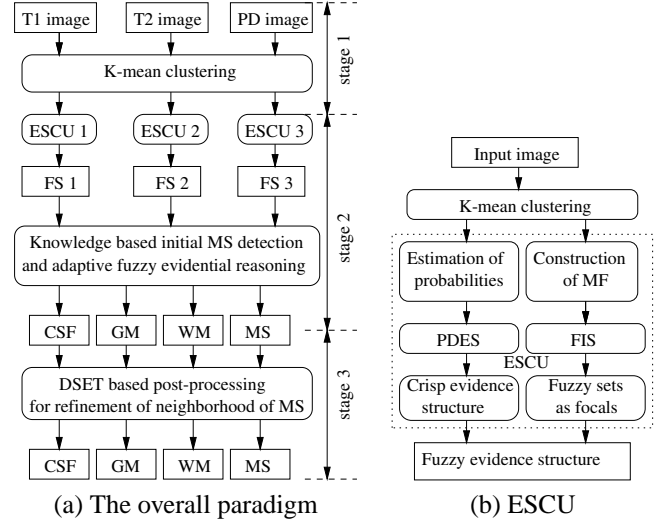 T1 image
T2 image
PD image
K-mean clustering
stage 1
ESCU 1
ESCU 2
ESCU 3
FS 1
FS 2
FS 3
Knowledge based initial MS detection
and adaptive fuzzy evidential reasoning
stage 2
CSF
GM
WM
MS
DSET based post-processing
for refinement of neighborhood of MS
stage 3
CSF
GM
WM
MS
(a) The overall paradigm
Input image
K-mean clustering
Estimation of
probabilities
Construction
of MF
PDES
FIS
ESCU
Crisp evidence
structure
Fuzzy sets
as focals
Fuzzy evidence structure
(b) ESCU